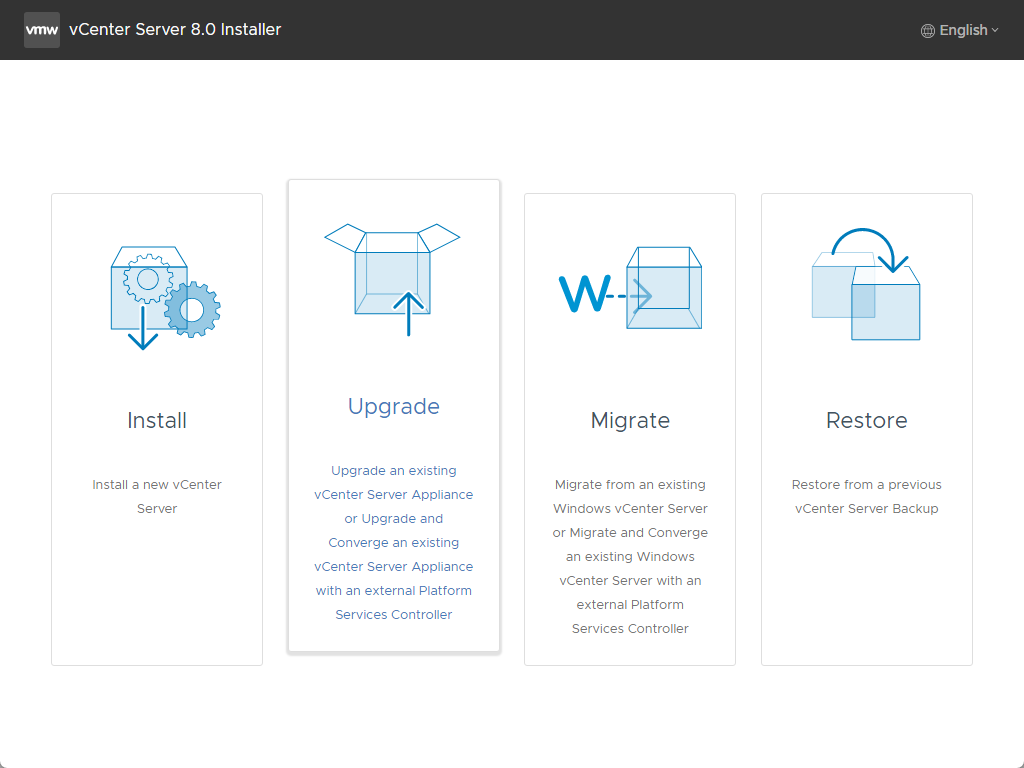 vmw vCenter Server 8.0 Installer
English
Install
Install a new vCenter
Server
Upgrade
Upgrade an existing
vCenter Server Appliance
or Upgrade and
Converge an existing
vCenter Server Appliance
with an external Platform
Services Controller
W
Migrate
Migrate from an existing
Windows vCenter Server
or Migrate and Converge
an existing Windows
vCenter Server with an
external Platform
Services Controller
Restore
Restore from a previous
vCenter Server Backup